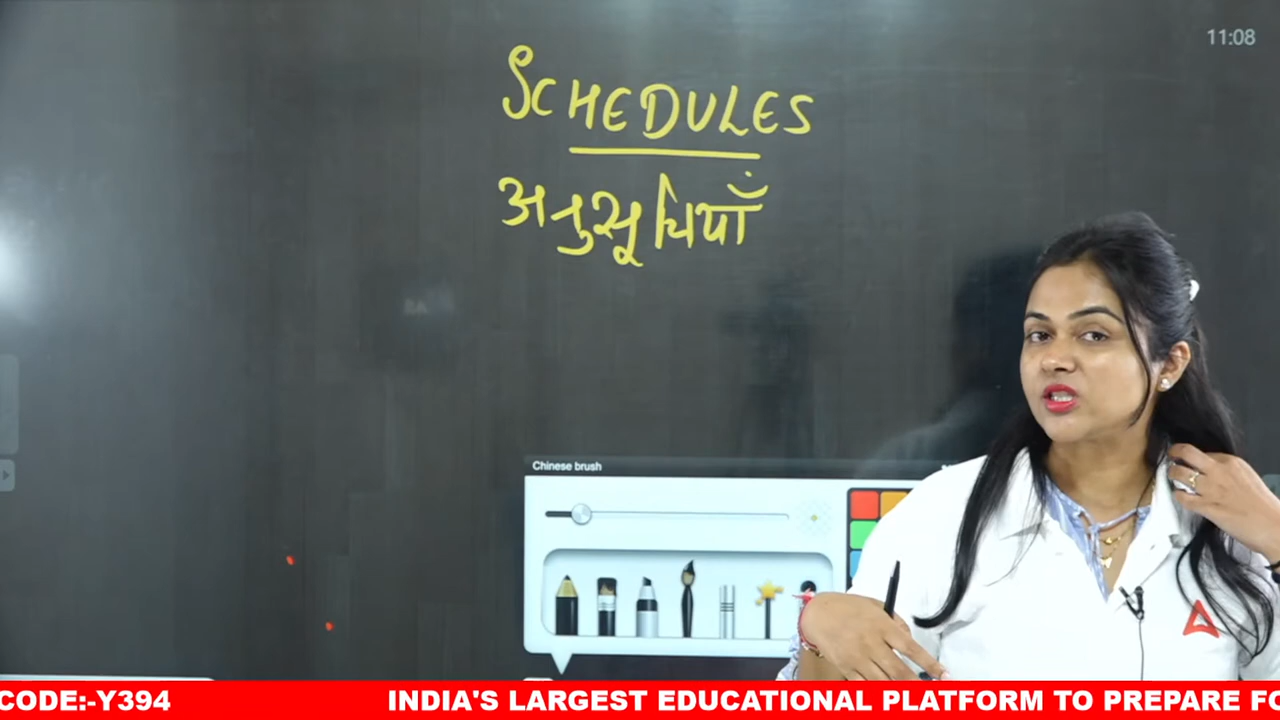 11:08
SCHEDULES
अनुसूचियाँ
Chinese brush
CODE:-Y394 INDIA'S LARGEST EDUCATIONAL PLATFORM TO PREPARE FO